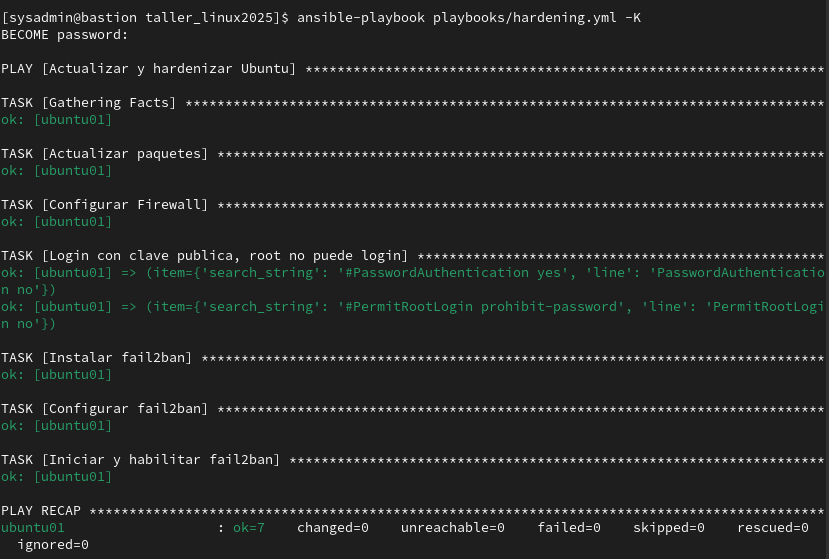 [sysadmin@bastion taller_linux2025]$ ansible-playbook playbooks/hardening.yml -K
BECOME password:
PLAY [Actualizar y hardenizar Ubuntu] *****************************************************************
TASK [Gathering Facts] ********************************************************************************
ok: [ubuntu01]
TASK [Actualizar paquetes] ****************************************************************************
ok: [ubuntu01]
TASK [Configurar Firewall] ****************************************************************************
ok: [ubuntu01]
TASK [Login con clave publica, root no puede login] ***************************************************
ok: [ubuntu01] => (item={'search_string': '#PasswordAuthentication yes', 'line': 'PasswordAuthenticatio
n no'})
ok: [ubuntu01] => (item={'search_string': '#PermitRootLogin prohibit-password', 'line': 'PermitRootLogi
n no'})
TASK [Instalar fail2ban] ******************************************************************************
ok: [ubuntu01]
TASK [Configurar fail2ban] ****************************************************************************
ok: [ubuntu01]
TASK [Iniciar y habilitar fail2ban] *******************************************************************
ok: [ubuntu01]
PLAY RECAP ********************************************************************************************
ubuntu01                   : ok=7    changed=0    unreachable=0    failed=0    skipped=0    rescued=0
  ignored=0